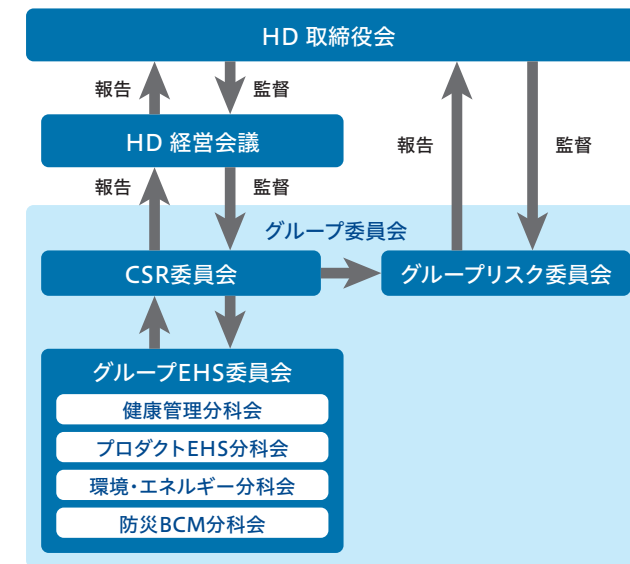 HD 取締役会
報告
監督
HD 経営会議
報告
監督
報告
監督
グループ委員会
CSR委員会
グループリスク委員会
グループEHS委員会
健康管理分科会
プロダクトEHS分科会
環境・エネルギー分科会
防災BCM分科会